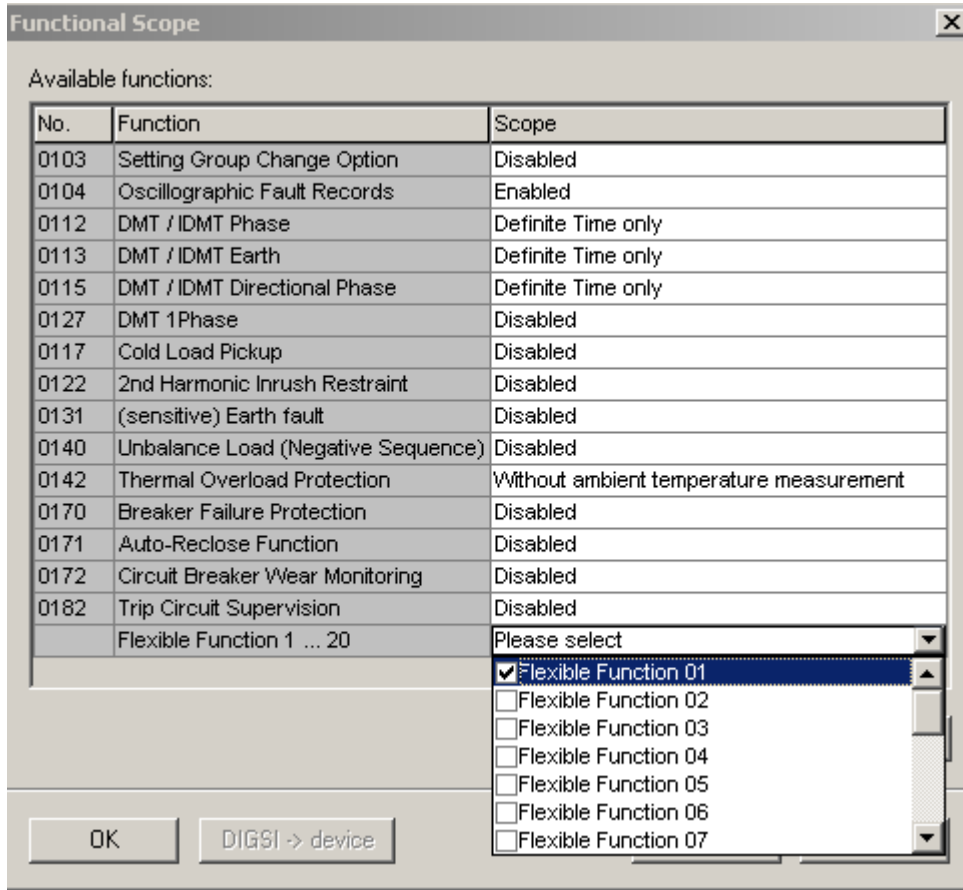 Functional Scope
Available functions:
No. Function Scope
0103 Setting Group Change Option Disabled
0104 Oscillographic Fault Records Enabled
0112 DMT / IDMT Phase Definite Time only
0113 DMT / IDMT Earth Definite Time only
0115 DMT / IDMT Directional Phase Definite Time only
0127 DMT 1Phase Disabled
0117 Cold Load Pickup Disabled
0122 2nd Harmonic Inrush Restraint Disabled
0131 (sensitive) Earth fault Disabled
0140 Unbalance Load (Negative Sequence) Disabled
0142 Thermal Overload Protection Without ambient temperature measurement
0170 Breaker Failure Protection Disabled
0171 Auto-Reclose Function Disabled
0172 Circuit Breaker Wear Monitoring Disabled
0182 Trip Circuit Supervision Disabled
Flexible Function 1 ... 20 Please select
Flexible Function 01
Flexible Function 02
Flexible Function 03
Flexible Function 04
Flexible Function 05
Flexible Function 06
Flexible Function 07
OK DIGSI -> device